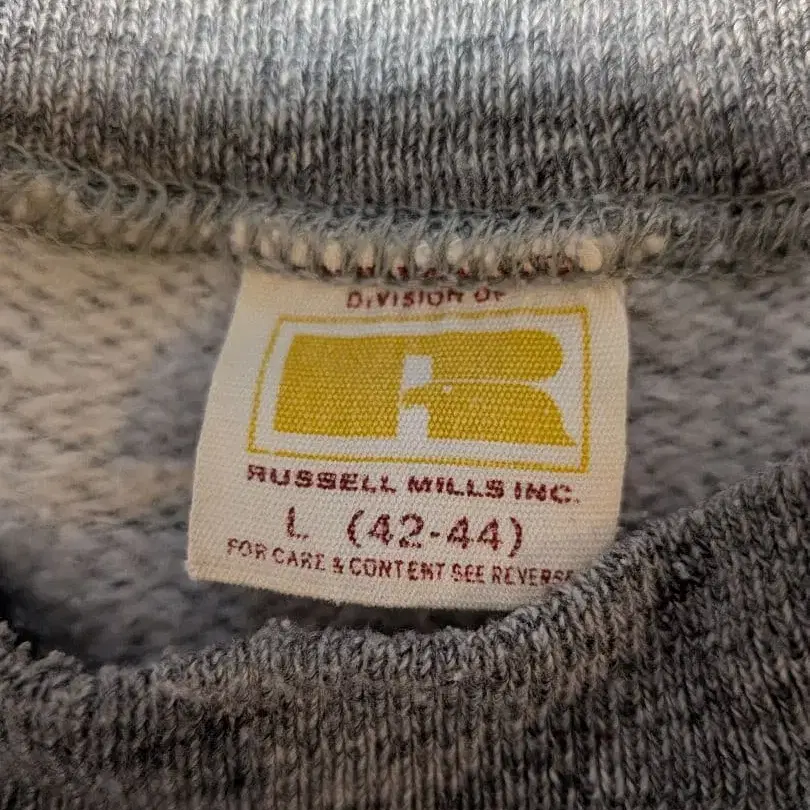 DIVISION OF
R
RUSSELL MILLS INC.
L (42-44)
FOR CARE & CONTENT SEE REVERSE